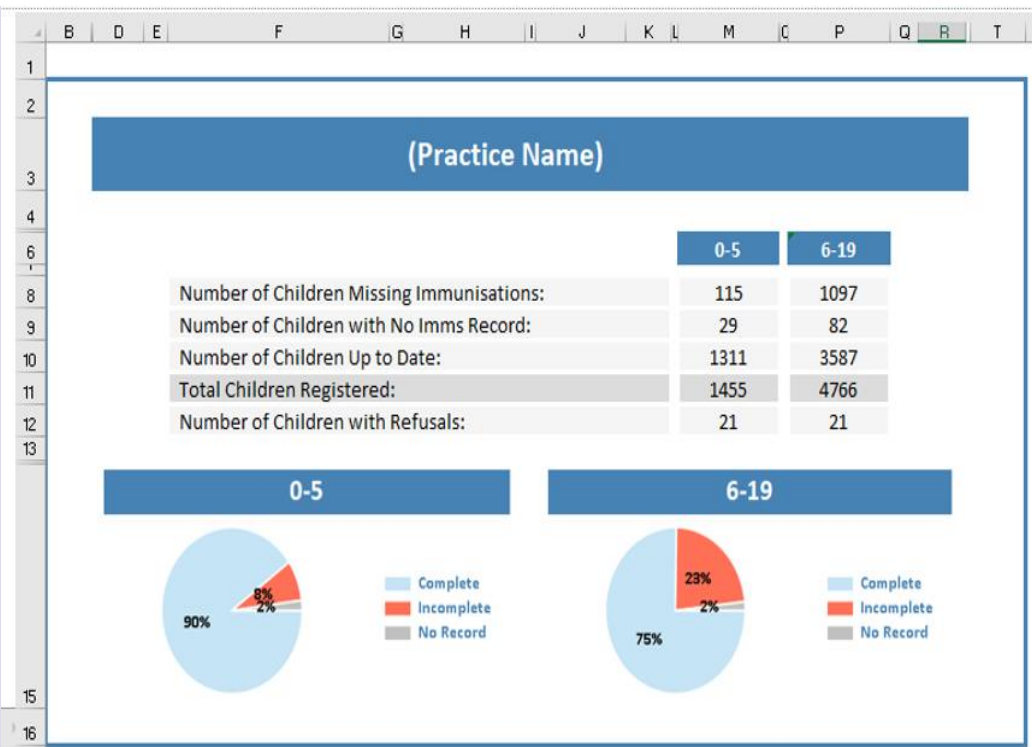 B D E F G H I J K L M O P Q R T
1
2
3 (Practice Name)
4
6 0-5 6-19
8 Number of Children Missing Immunisations: 115 1097
9 Number of Children with No Imms Record: 29 82
10 Number of Children Up to Date: 1311 3587
11 Total Children Registered: 1455 4766
12 Number of Children with Refusals: 21 21
13
0-5 6-19
8% 2% 90%
Complete
Incomplete
No Record
23% 2% 75%
Complete
Incomplete
No Record
15
16